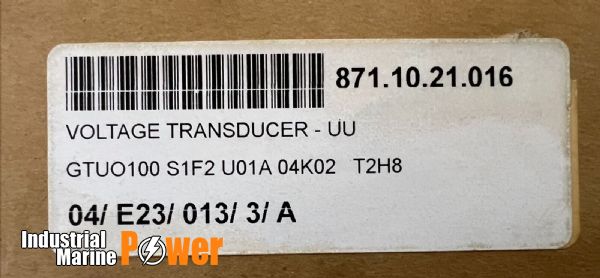 871.10.21.016
VOLTAGE TRANSDUCER - UU
GTUO100 S1F2 U01A 04K02 T2H8
04/ E23/ 013/ 3/ A
Industrial
Marine Power